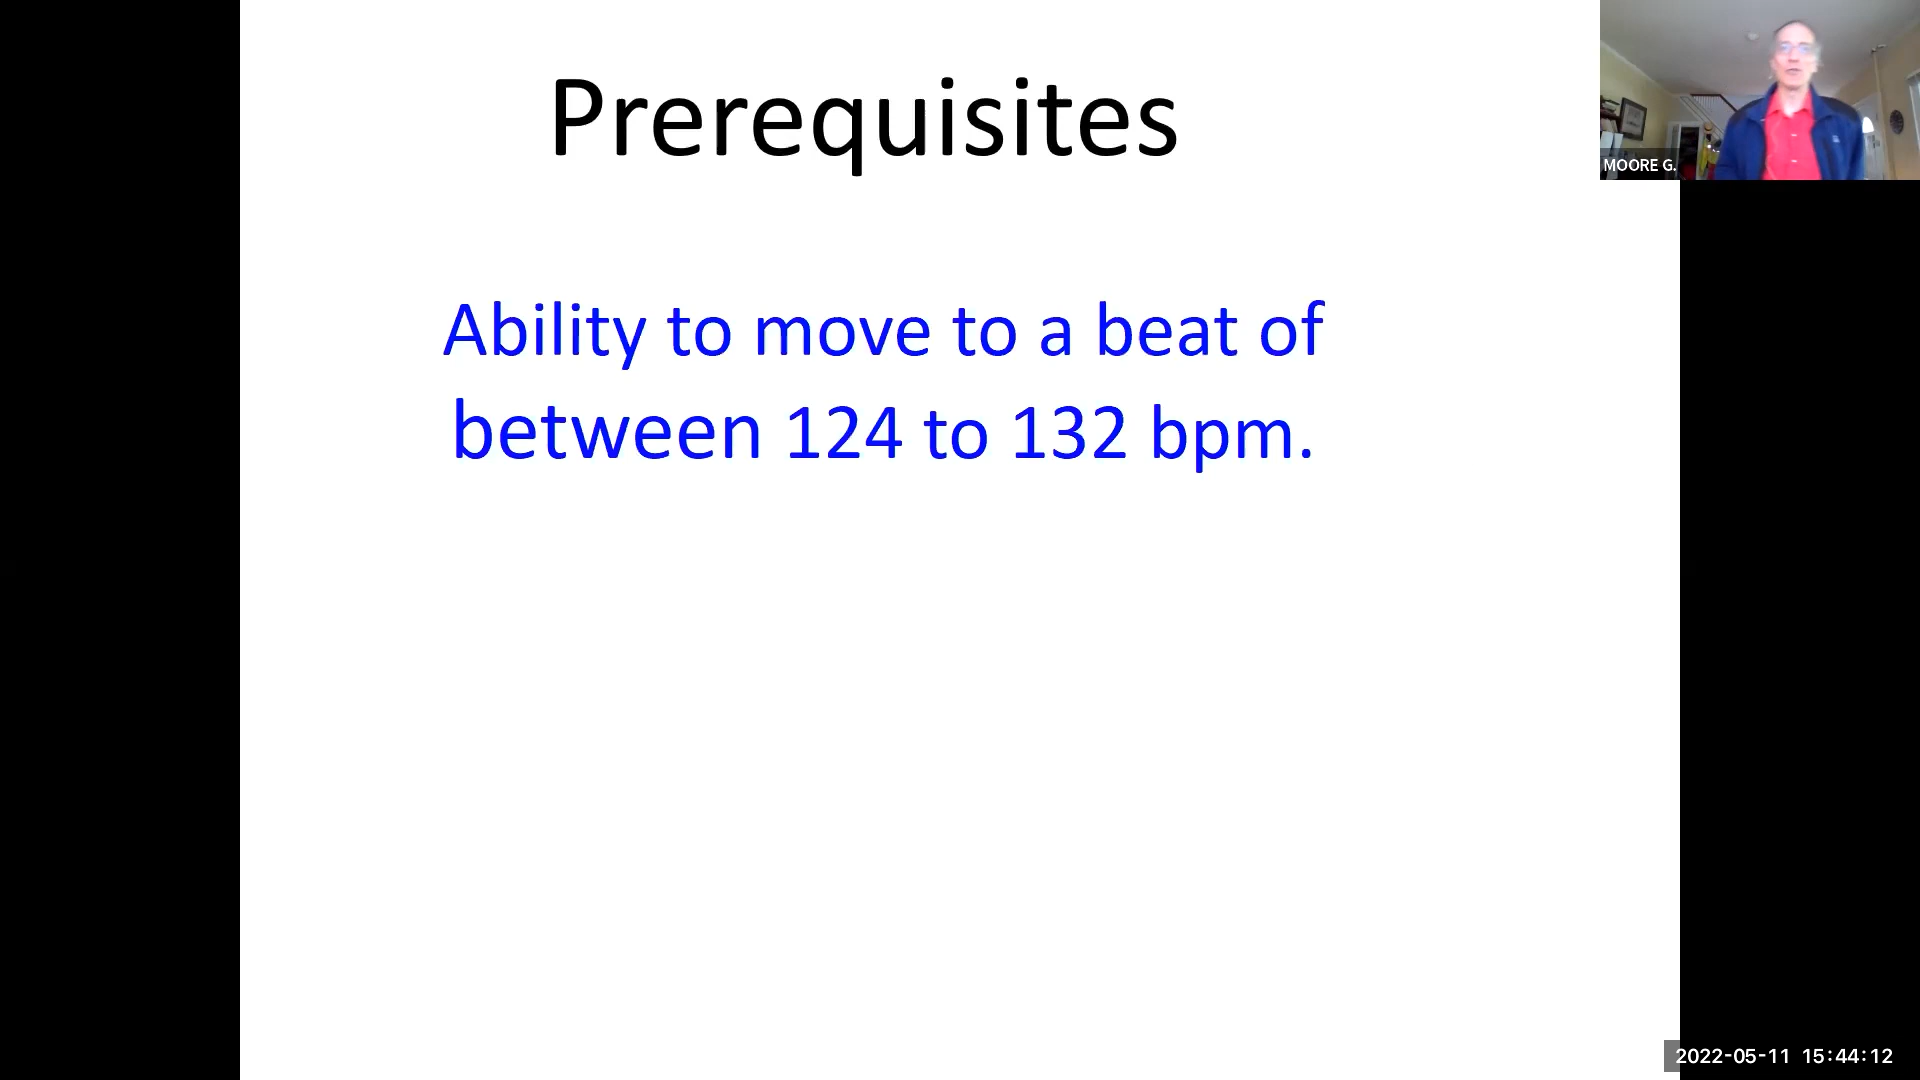 Prerequisites
MOORE G.
Ability to move to a beat of
between 124 to 132 bpm.
2022-05-11 15:44:12